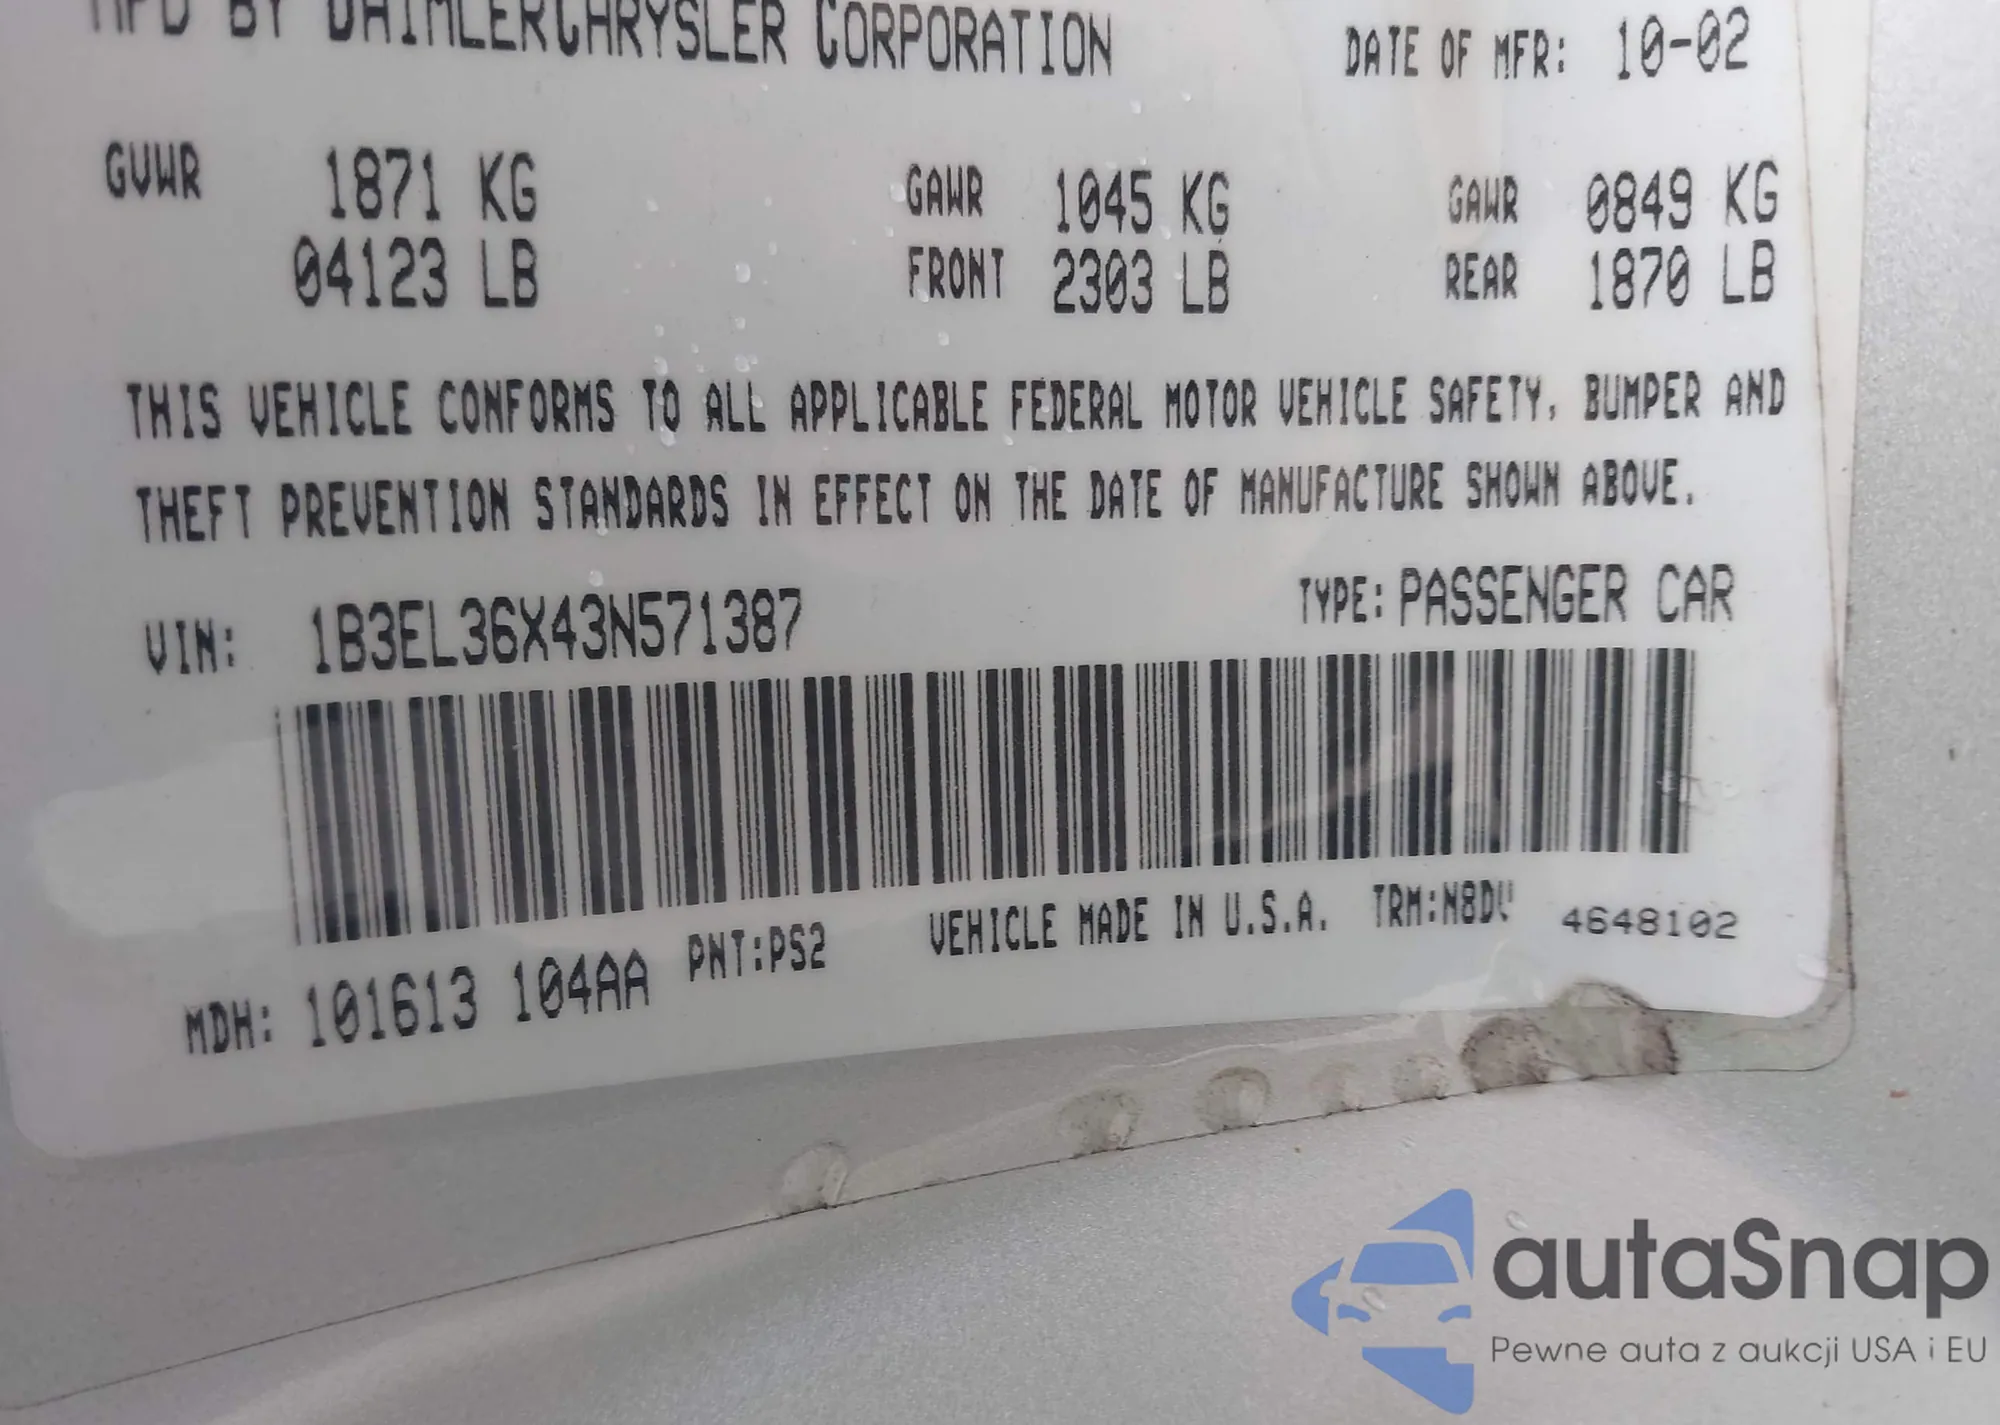 MFD BY DAIMLERCHRYSLER CORPORATION DATE OF MFR: 10-02
GVWR 1871 KG GAWR 1045 KG GAWR 0849 KG
04123 LB FRONT 2303 LB REAR 1870 LB
THIS VEHICLE CONFORMS TO ALL APPLICABLE FEDERAL MOTOR VEHICLE SAFETY, BUMPER AND
THEFT PREVENTION STANDARDS IN EFFECT ON THE DATE OF MANUFACTURE SHOWN ABOVE.
VIN: 1B3EL36X43N571387 TYPE: PASSENGER CAR
MDH: 101613 104AA PNT:PS2 VEHICLE MADE IN U.S.A. TRM:N8DV 4648102
autaSnap
Pewne auta z aukcji USA i EU